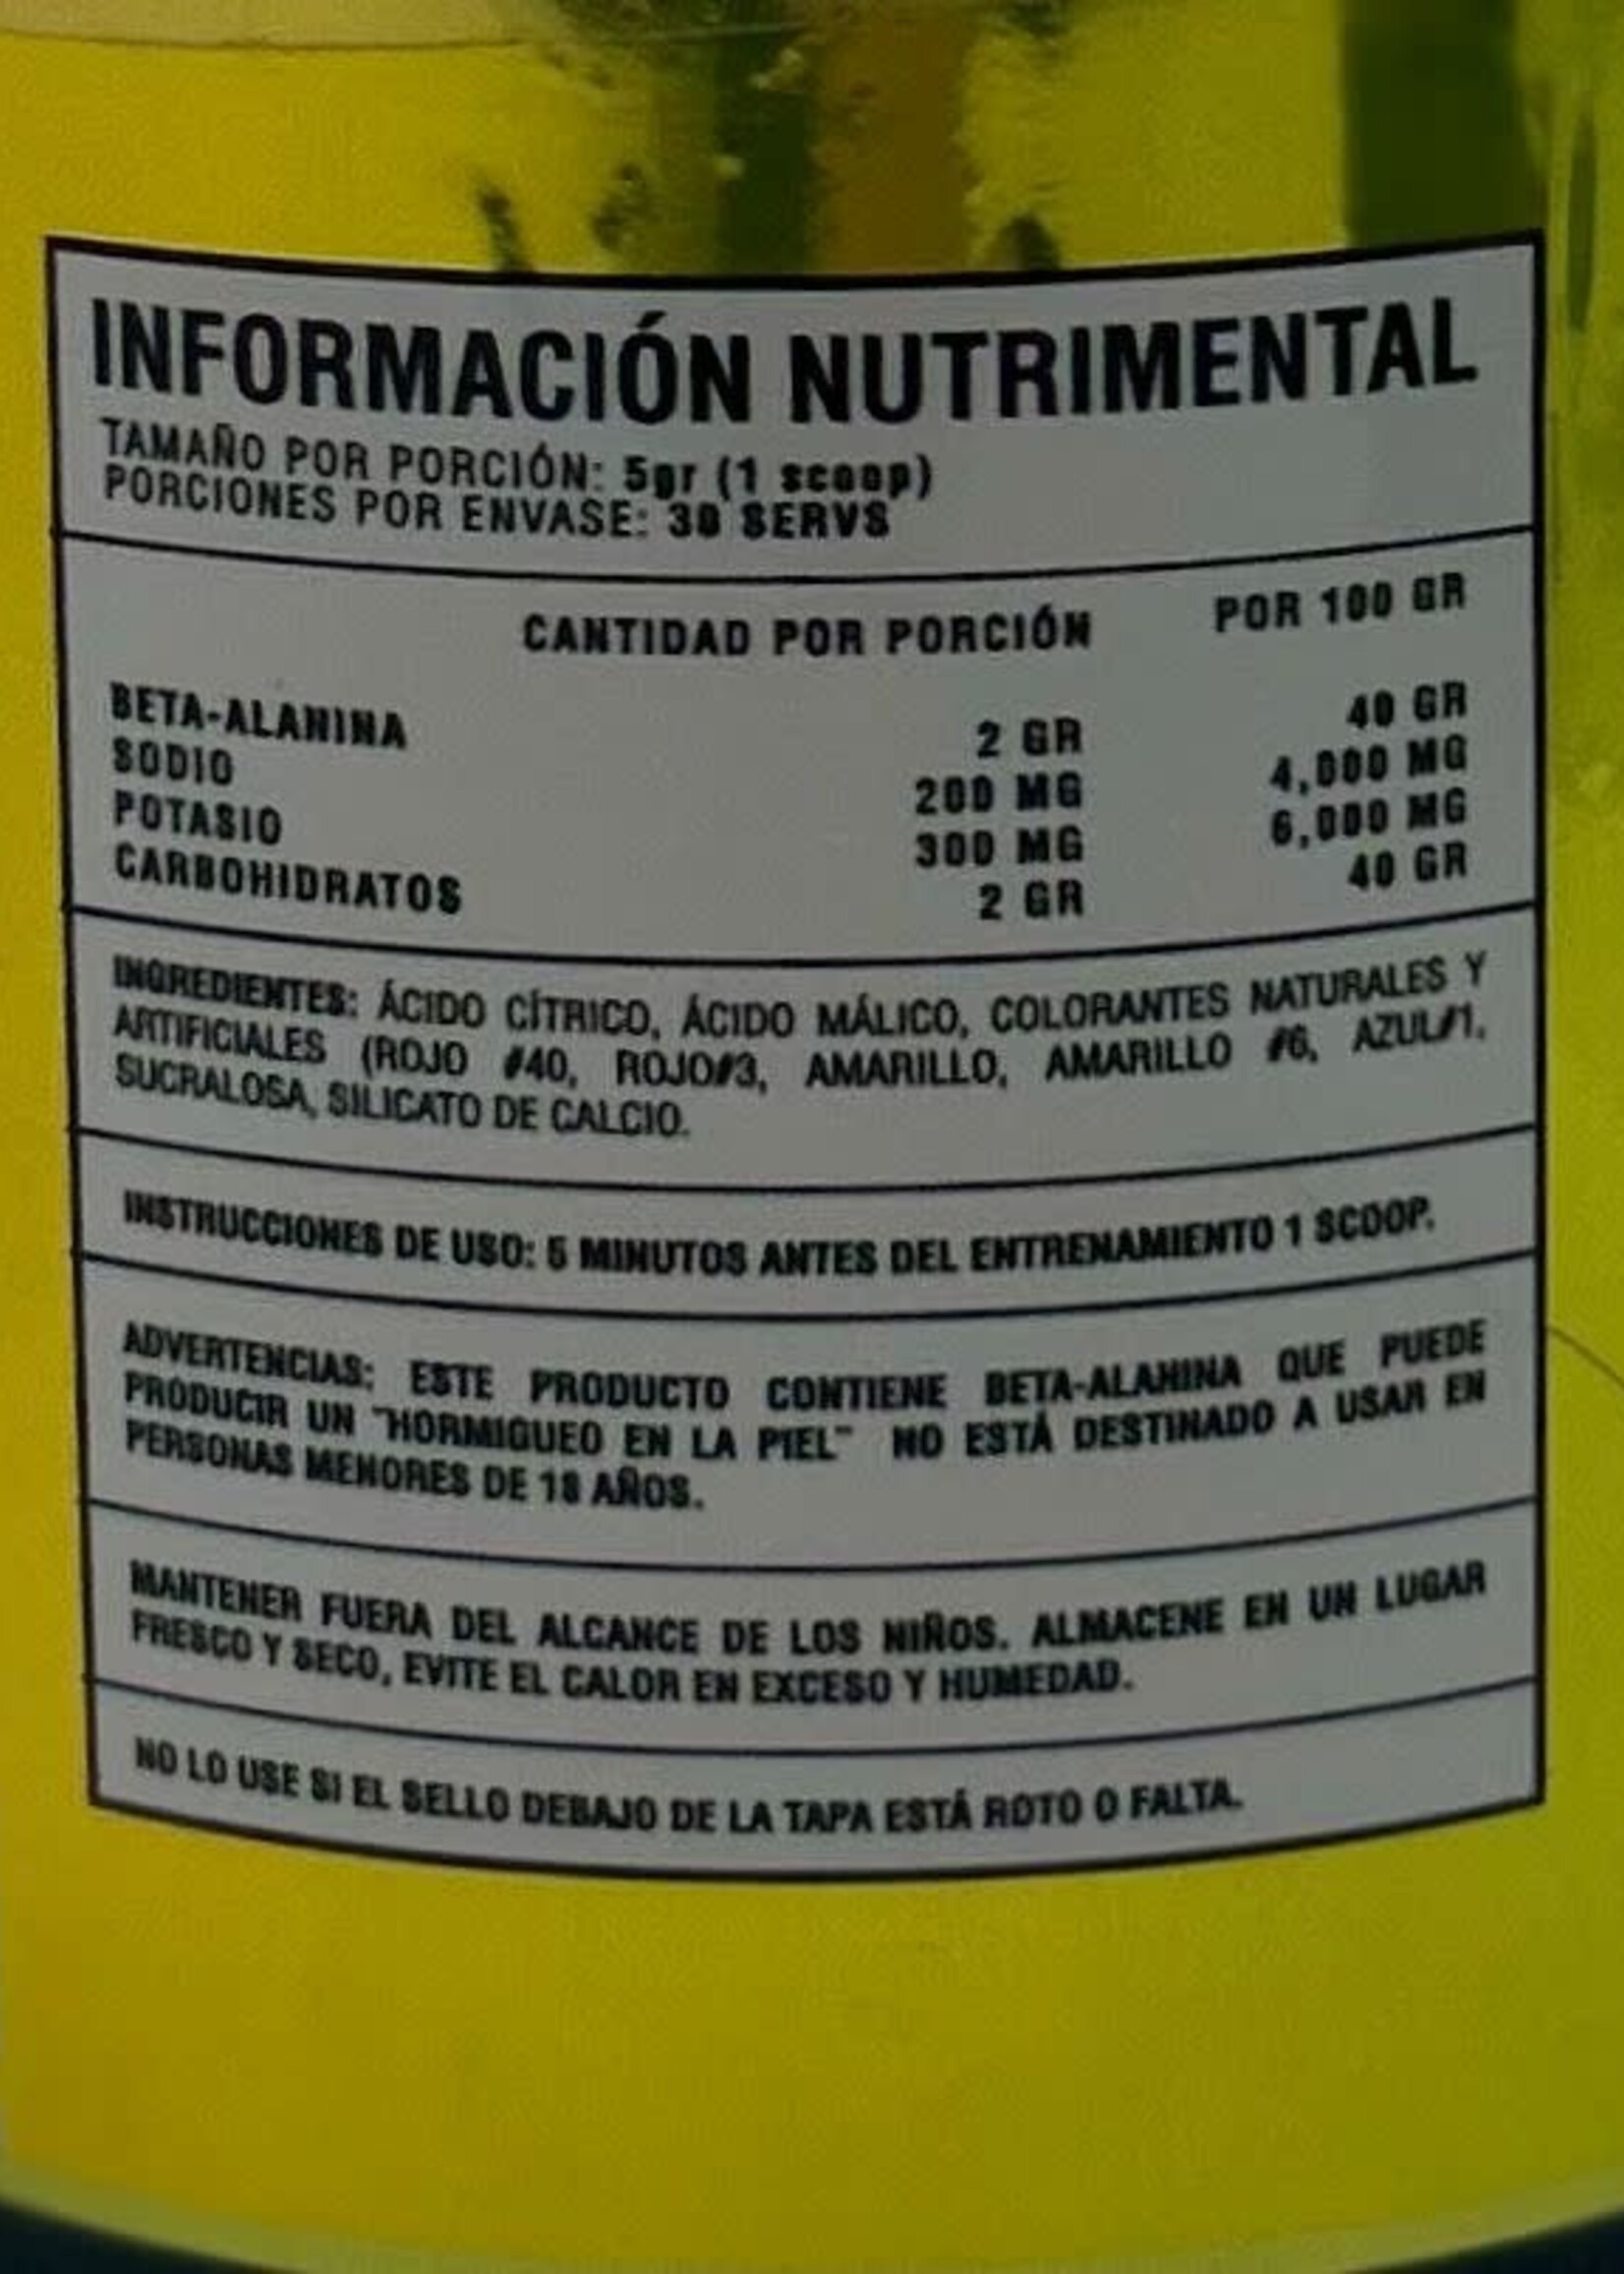 INFORMACIÓN NUTRIMENTAL
TAMAÑO POR PORCIÓN: 5gr (1 scoop)
PORCIONES POR ENVASE: 30 SERVS
CANTIDAD POR PORCIÓN POR 100 GR
BETA-ALANINA 2 GR 40 GR
SODIO 200 MG 4,000 MG
POTASIO 300 MG 6,000 MG
CARBOHIDRATOS 2 GR 40 GR
INGREDIENTES: ÁCIDO CÍTRICO, ÁCIDO MÁLICO, COLORANTES NATURALES Y
ARTIFICIALES (ROJO #40, ROJO#3, AMARILLO, AMARILLO #6, AZUL#1,
SUCRALOSA, SILICATO DE CALCIO.
INSTRUCCIONES DE USO: 5 MINUTOS ANTES DEL ENTRENAMIENTO 1 SCOOP.
ADVERTENCIAS: ESTE PRODUCTO CONTIENE BETA-ALANINA QUE PUEDE
PRODUCIR UN "HORMIGUEO EN LA PIEL" NO ESTÁ DESTINADO A USAR EN
PERSONAS MENORES DE 18 AÑOS.
MANTENER FUERA DEL ALCANCE DE LOS NIÑOS. ALMACENE EN UN LUGAR
FRESCO Y SECO, EVITE EL CALOR EN EXCESO Y HUMEDAD.
NO LO USE SI EL SELLO DEBAJO DE LA TAPA ESTÁ ROTO O FALTA.